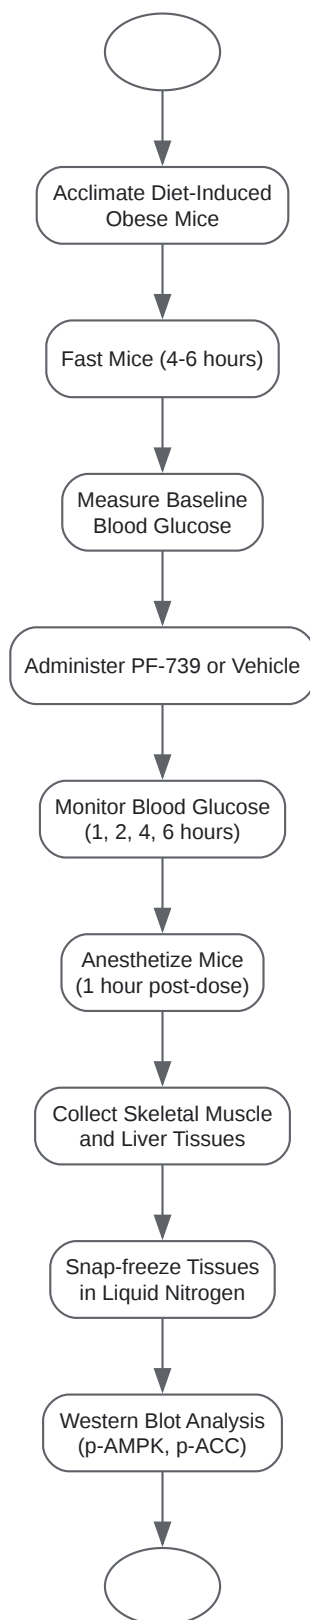 Acclimate Diet-Induced
Obese Mice
Fast Mice (4-6 hours)
Measure Baseline
Blood Glucose
Administer PF-739 or Vehicle
Monitor Blood Glucose
(1, 2, 4, 6 hours)
Anesthetize Mice
(1 hour post-dose)
Collect Skeletal Muscle
and Liver Tissues
Snap-freeze Tissues
in Liquid Nitrogen
Western Blot Analysis
(p-AMPK, p-ACC)